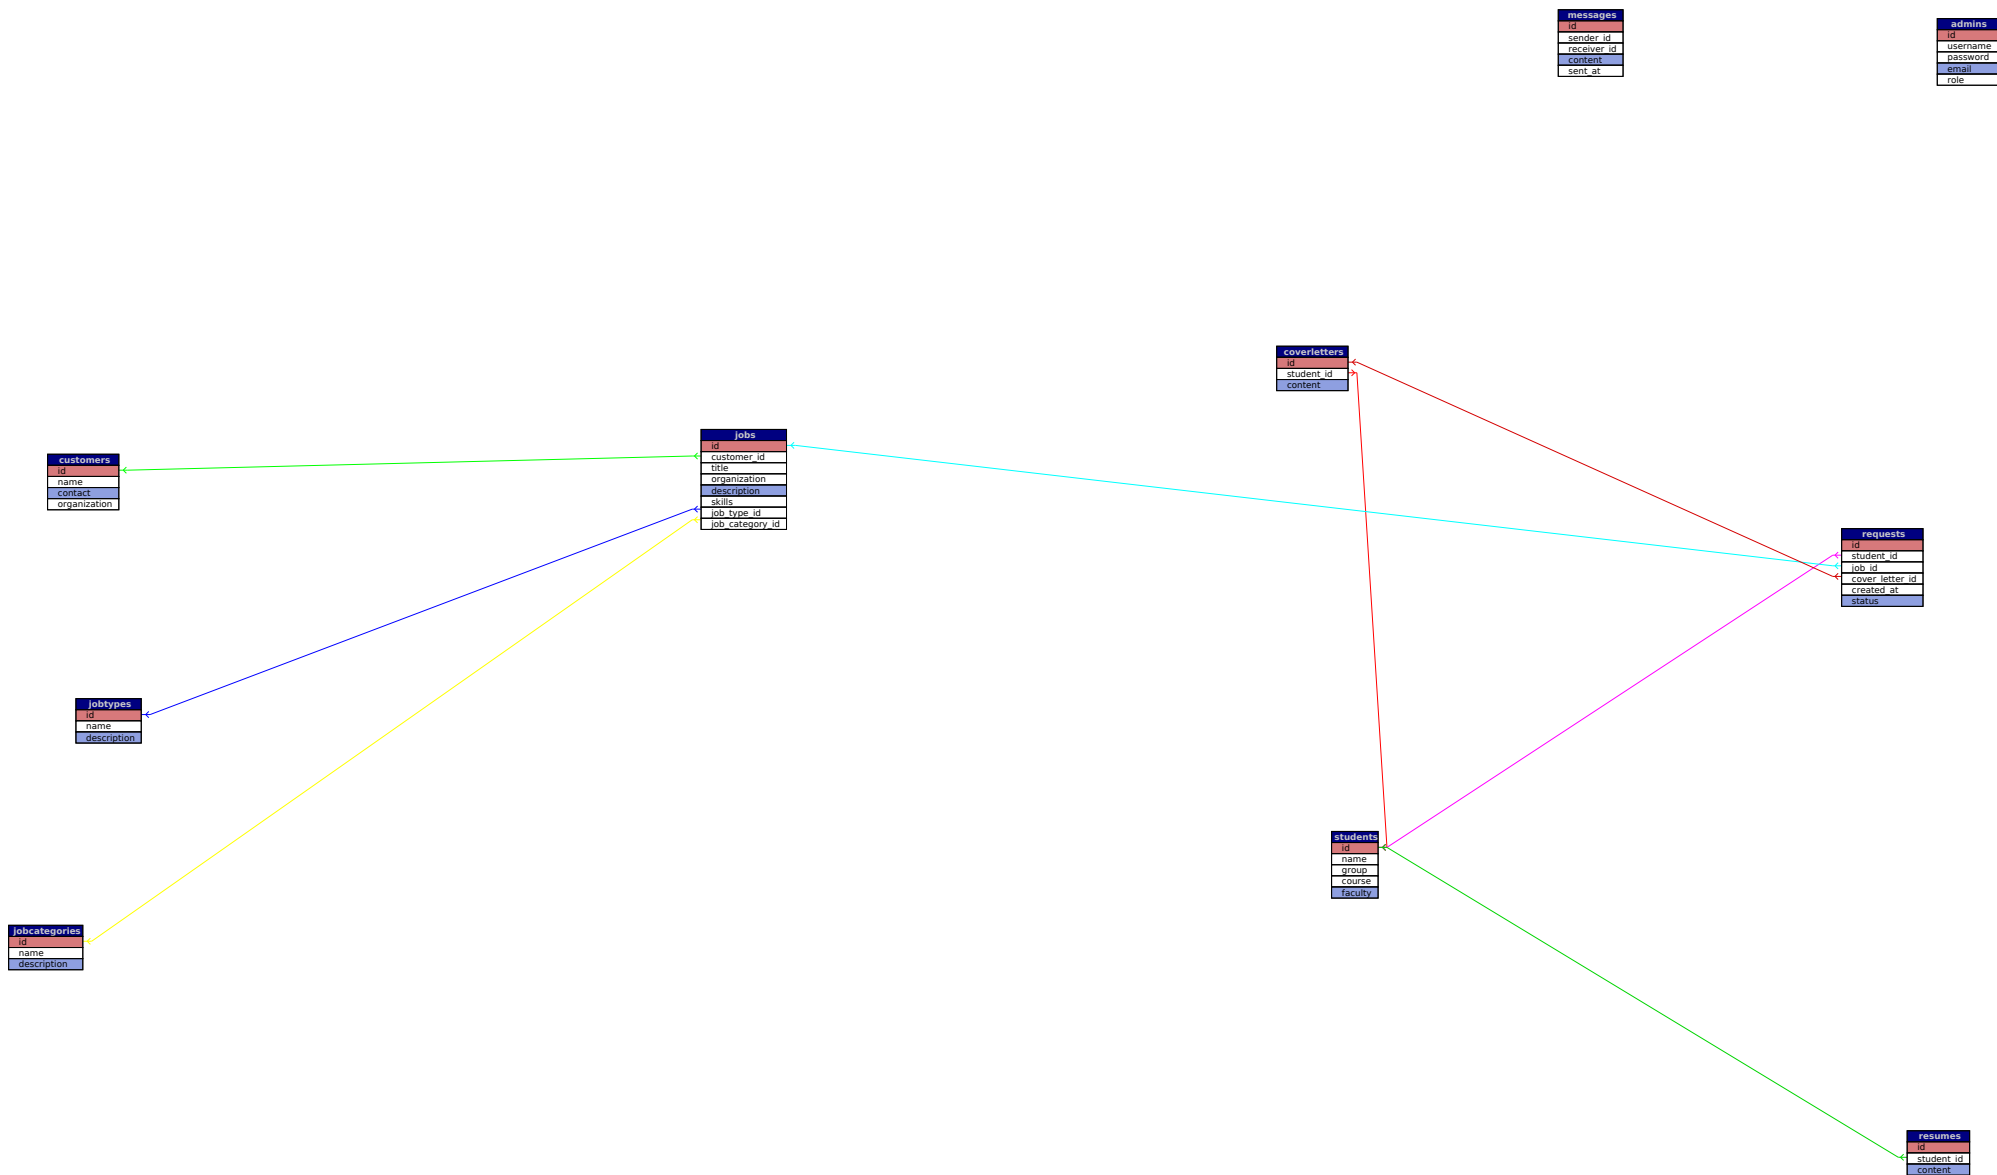 messages
id
sender_id
receiver_id
content
sent_at
admins
id
username
password
email
role
coverletters
id
student_id
content
jobs
id
customer_id
title
organization
description
skills
job_type_id
job_category_id
customers
id
name
contact
organization
requests
id
student_id
job_id
cover_letter_id
created_at
status
jobtypes
id
name
description
students
id
name
group
course
faculty
jobcategories
id
name
description
resumes
id
student_id
content